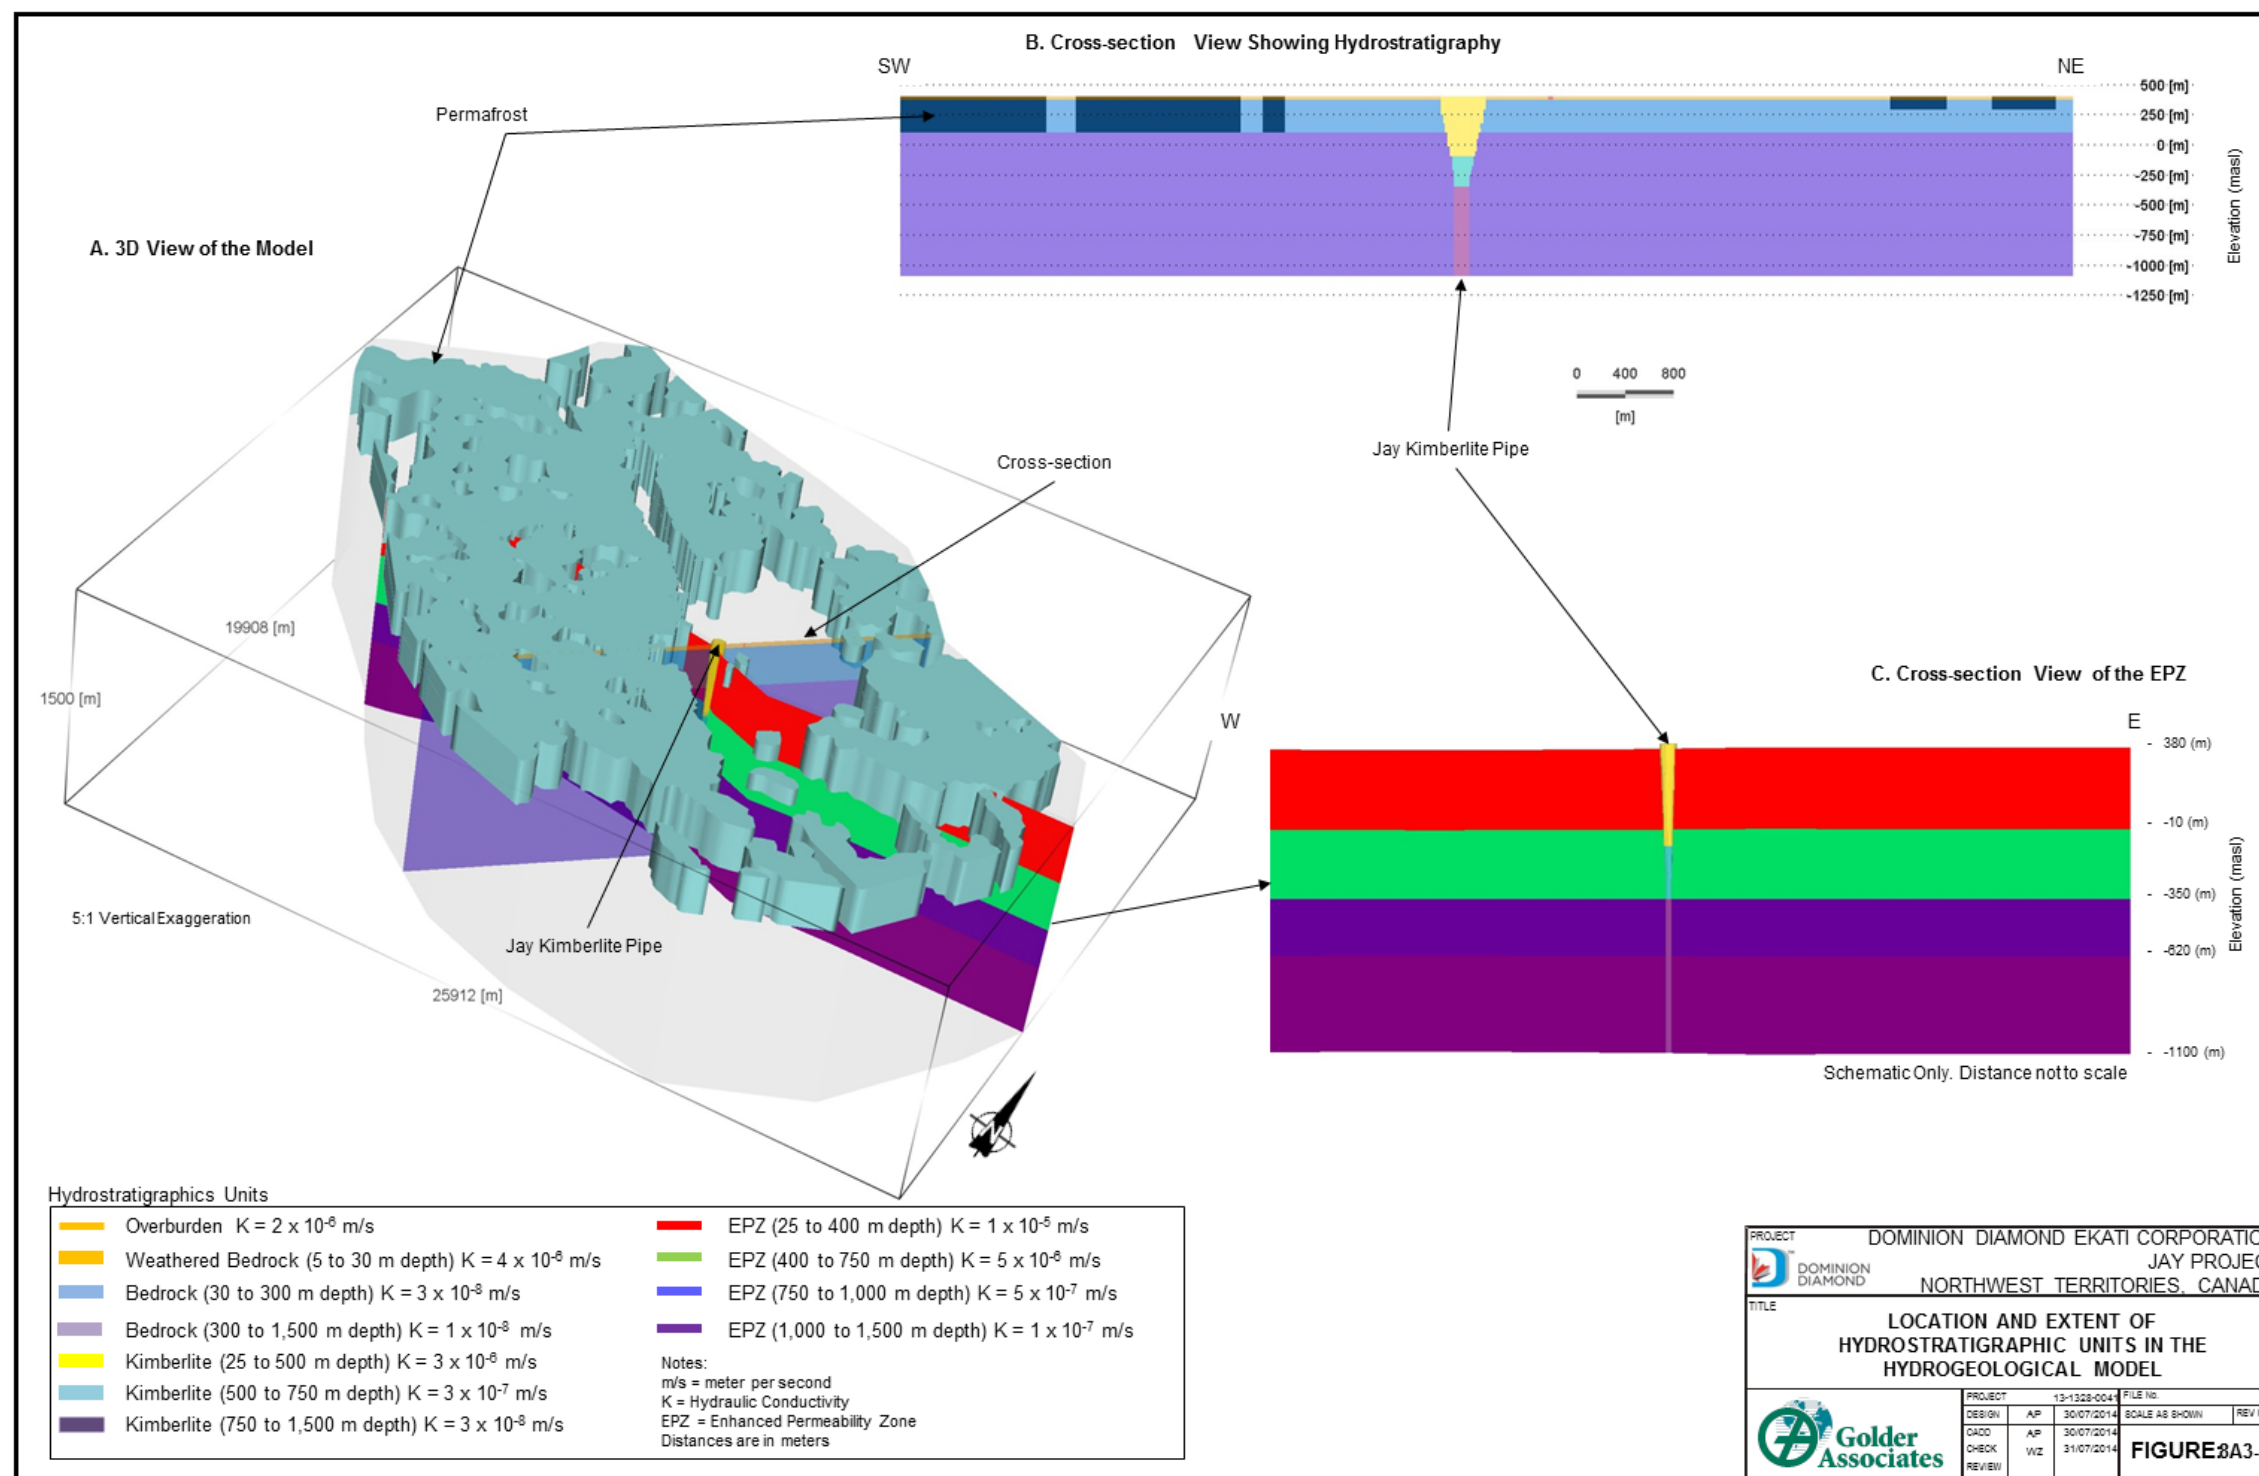 B. Cross-section View Showing Hydrostratigraphy
SW
NE
500 [m]
250 [m]
0 [m]
-250 [m]
-500 [m]
-750 [m]
-1000 [m]
-1250 [m]
Elevation (masl)
Permafrost
A. 3D View of the Model
0 400 800
[m]
Jay Kimberlite Pipe
Cross-section
19908 [m]
1500 [m]
25912 [m]
5:1 Vertical Exaggeration
Jay Kimberlite Pipe
N
C. Cross-section View of the EPZ
W
E
380 (m)
-10 (m)
-350 (m)
-620 (m)
-1100 (m)
Elevation (masl)
Schematic Only. Distance not to scale
Hydrostratigraphics Units
Overburden K = 2 x 10⁻⁶ m/s
Weathered Bedrock (5 to 30 m depth) K = 4 x 10⁻⁶ m/s
Bedrock (30 to 300 m depth) K = 3 x 10⁻⁸ m/s
Bedrock (300 to 1,500 m depth) K = 1 x 10⁻⁸ m/s
Kimberlite (25 to 500 m depth) K = 3 x 10⁻⁶ m/s
Kimberlite (500 to 750 m depth) K = 3 x 10⁻⁷ m/s
Kimberlite (750 to 1,500 m depth) K = 3 x 10⁻⁸ m/s
EPZ (25 to 400 m depth) K = 1 x 10⁻⁵ m/s
EPZ (400 to 750 m depth) K = 5 x 10⁻⁶ m/s
EPZ (750 to 1,000 m depth) K = 5 x 10⁻⁷ m/s
EPZ (1,000 to 1,500 m depth) K = 1 x 10⁻⁷ m/s
Notes:
m/s = meter per second
K = Hydraulic Conductivity
EPZ = Enhanced Permeability Zone
Distances are in meters
PROJECT
DOMINION DIAMOND EKATI CORPORATIO
JAY PROJEC
NORTHWEST TERRITORIES, CANAD
DOMINION
DIAMOND
TITLE
LOCATION AND EXTENT OF
HYDROSTRATIGRAPHIC UNITS IN THE
HYDROGEOLOGICAL MODEL
Golder
Associates
PROJECT 13-1328-0041 FILE No.
DESIGN AP 30/07/2014 SCALE AS SHOWN REV
CADD AP 30/07/2014
CHECK WZ 31/07/2014
REVIEW
FIGURE:8A3-